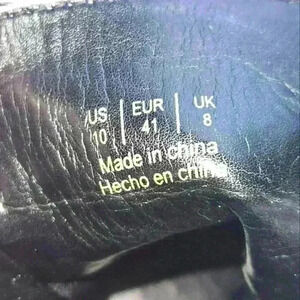 US | EUR | UK
10 | 41 | 8
Made in china
Hecho en china